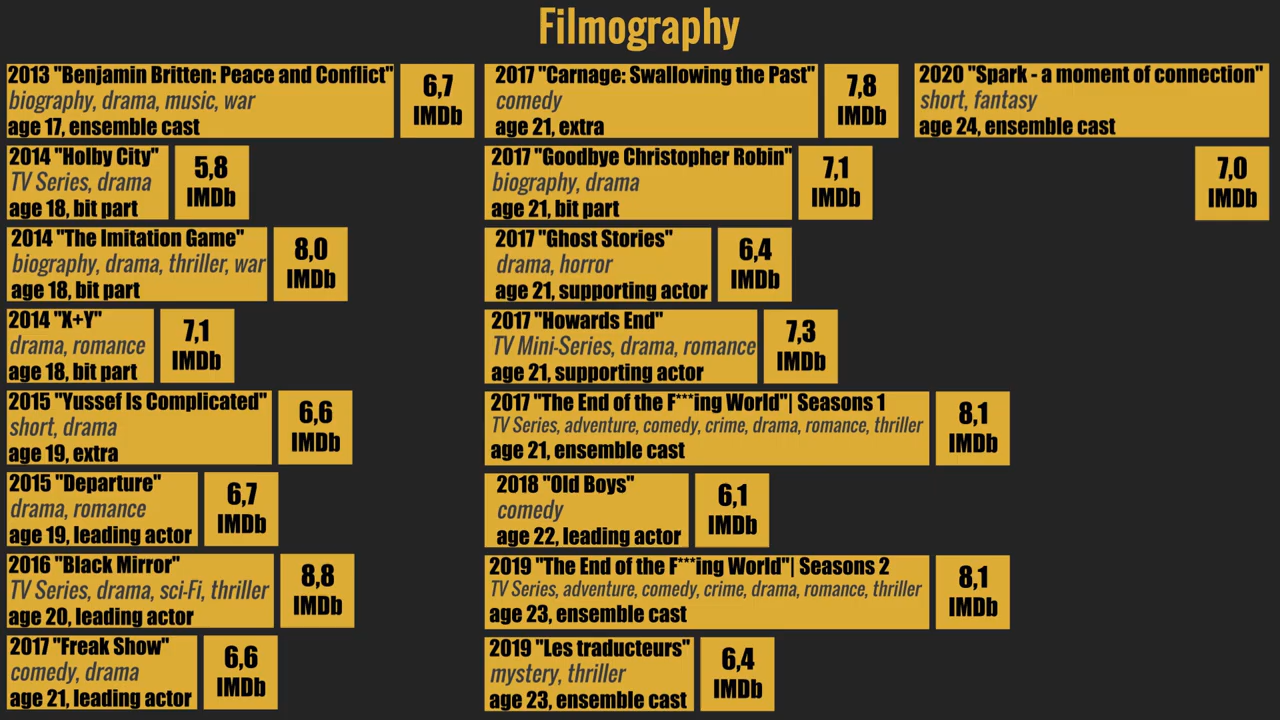 Filmography
2013 "Benjamin Britten: Peace and Conflict"
biography, drama, music, war
age 17, ensemble cast
6,7
IMDb
2014 "Holby City"
TV Series, drama
age 18, bit part
5,8
IMDb
2014 "The Imitation Game"
biography, drama, thriller, war
age 18, bit part
8,0
IMDb
2014 "X+Y"
drama, romance
age 18, bit part
7,1
IMDb
2015 "Yussef Is Complicated"
short, drama
age 19, extra
6,6
IMDb
2015 "Departure"
drama, romance
age 19, leading actor
6,7
IMDb
2016 "Black Mirror"
TV Series, drama, sci-Fi, thriller
age 20, leading actor
8,8
IMDb
2017 "Freak Show"
comedy, drama
age 21, leading actor
6,6
IMDb
2017 "Carnage: Swallowing the Past"
comedy
age 21, extra
7,8
IMDb
2017 "Goodbye Christopher Robin"
biography, drama
age 21, bit part
7,1
IMDb
2017 "Ghost Stories"
drama, horror
age 21, supporting actor
6,4
IMDb
2017 "Howards End"
TV Mini-Series, drama, romance
age 21, supporting actor
7,3
IMDb
2017 "The End of the F***ing World"| Seasons 1
TV Series, adventure, comedy, crime, drama, romance, thriller
age 21, ensemble cast
8,1
IMDb
2018 "Old Boys"
comedy
age 22, leading actor
6,1
IMDb
2019 "The End of the F***ing World"| Seasons 2
TV Series, adventure, comedy, crime, drama, romance, thriller
age 23, ensemble cast
8,1
IMDb
2019 "Les traducteurs"
mystery, thriller
age 23, ensemble cast
6,4
IMDb
2020 "Spark - a moment of connection"
short, fantasy
age 24, ensemble cast
7,0
IMDb